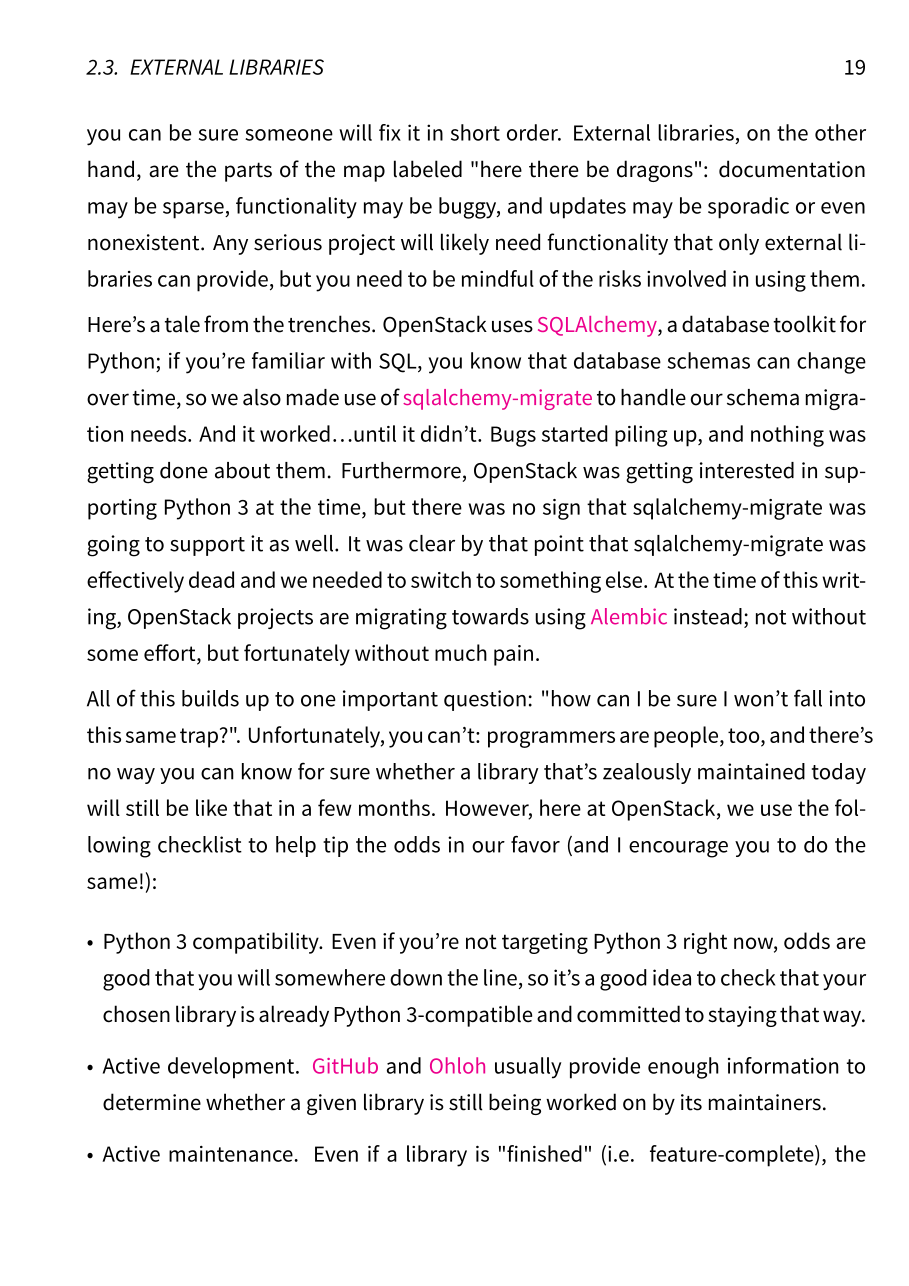 2.3. EXTERNAL LIBRARIES 19
you can be sure someone will fix it in short order. External libraries, on the other
hand, are the parts of the map labeled "here there be dragons": documentation
may be sparse, functionality may be buggy, and updates may be sporadic or even
nonexistent. Any serious project will likely need functionality that only external li-
braries can provide, but you need to be mindful of the risks involved in using them.
Here’s a tale from the trenches. OpenStack uses SQLAlchemy, a database toolkit for
Python; if you’re familiar with SQL, you know that database schemas can change
over time, so we also made use of sqlalchemy-migrate to handle our schema migra-
tion needs. And it worked…until it didn’t. Bugs started piling up, and nothing was
getting done about them. Furthermore, OpenStack was getting interested in sup-
porting Python 3 at the time, but there was no sign that sqlalchemy-migrate was
going to support it as well. It was clear by that point that sqlalchemy-migrate was
effectively dead and we needed to switch to something else. At the time of this writ-
ing, OpenStack projects are migrating towards using Alembic instead; not without
some effort, but fortunately without much pain.
All of this builds up to one important question: "how can I be sure I won’t fall into
this same trap?". Unfortunately, you can’t: programmers are people, too, and there’s
no way you can know for sure whether a library that’s zealously maintained today
will still be like that in a few months. However, here at OpenStack, we use the fol-
lowing checklist to help tip the odds in our favor (and I encourage you to do the
same!):
• Python 3 compatibility. Even if you’re not targeting Python 3 right now, odds are
good that you will somewhere down the line, so it’s a good idea to check that your
chosen library is already Python 3-compatible and committed to staying that way.
• Active development. GitHub and Ohloh usually provide enough information to
determine whether a given library is still being worked on by its maintainers.
• Active maintenance. Even if a library is "finished" (i.e. feature-complete), the